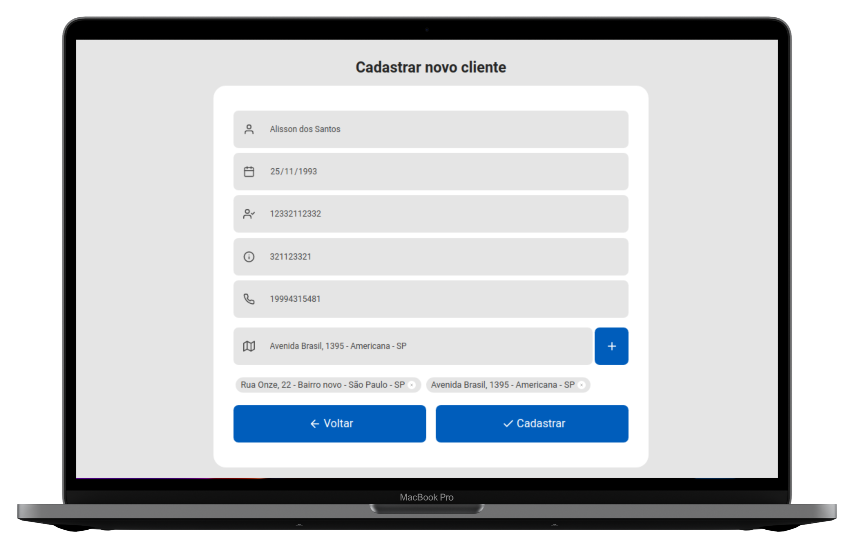 Cadastrar novo cliente
Alisson dos Santos
25/11/1993
12332112332
321123321
19994315481
Avenida Brasil, 1395 - Americana - SP
+
Rua Onze, 22 - Bairro novo - São Paulo - SP
Avenida Brasil, 1395 - Americana - SP
Voltar
Cadastrar
MacBook Pro